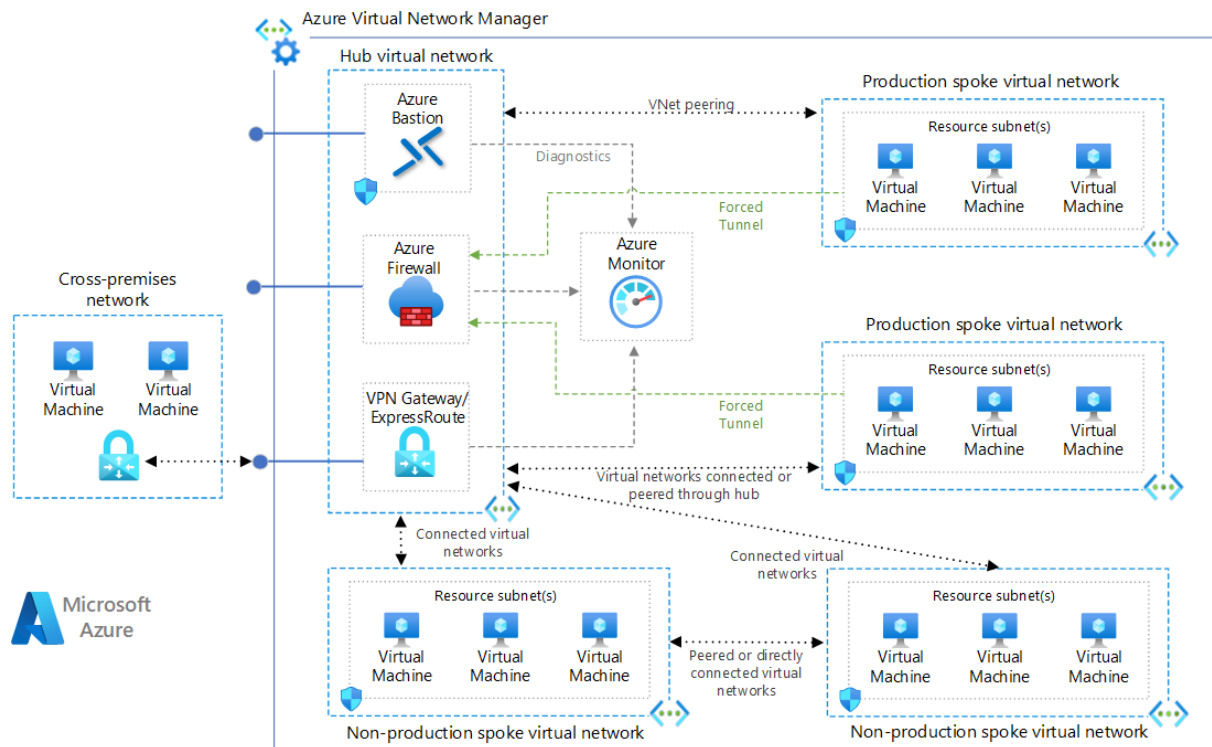 Azure Virtual Network Manager
Hub virtual network
Azure
Bastion
Diagnostics
VNet peering
Production spoke virtual network
Resource subnet(s)
Virtual
Machine
Virtual
Machine
Virtual
Machine
Forced
Tunnel
Azure
Firewall
Azure
Monitor
Cross-premises
network
Virtual
Machine
Virtual
Machine
Production spoke virtual network
Resource subnet(s)
Virtual
Machine
Virtual
Machine
Virtual
Machine
Forced
Tunnel
VPN Gateway/
ExpressRoute
Virtual networks connected or
peered through hub
Connected virtual
networks
Connected virtual
networks
Microsoft
Azure
Resource subnet(s)
Virtual
Machine
Virtual
Machine
Virtual
Machine
Non-production spoke virtual network
Peered or directly
connected virtual
networks
Resource subnet(s)
Virtual
Machine
Virtual
Machine
Virtual
Machine
Non-production spoke virtual network